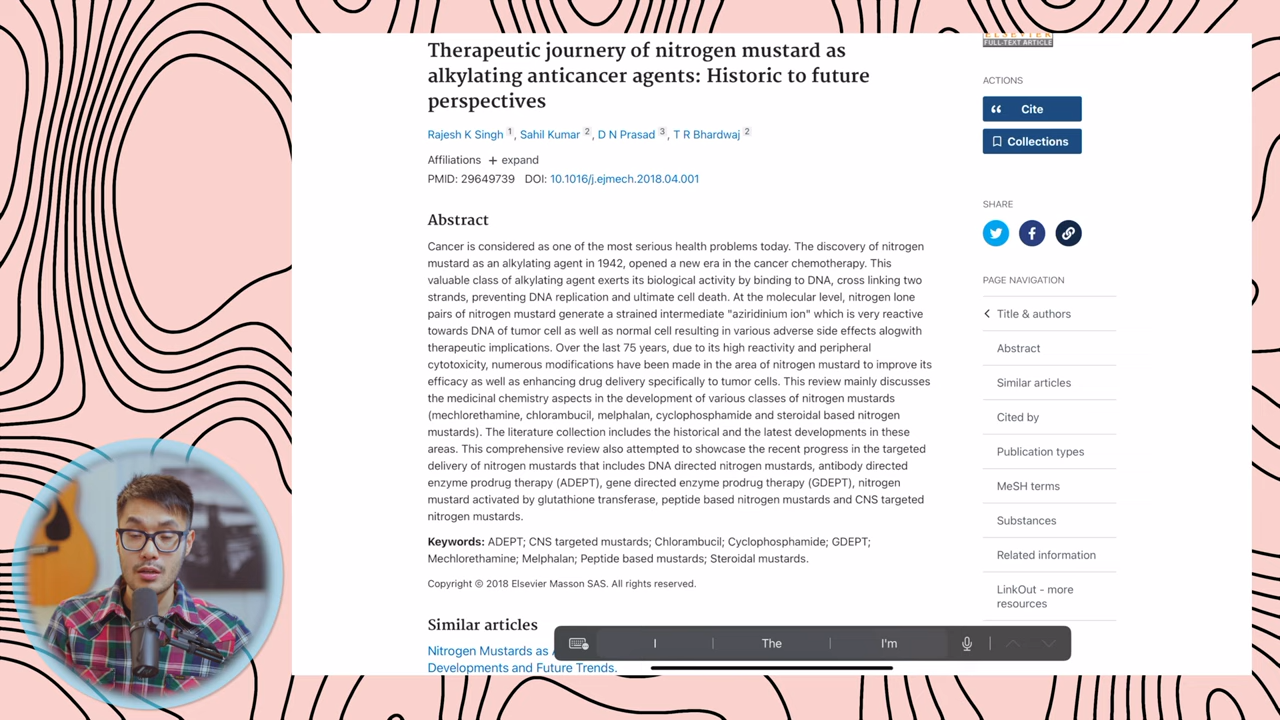 Therapeutic journery of nitrogen mustard as
alkylating anticancer agents: Historic to future
perspectives
Rajesh K Singh 1, Sahil Kumar 2, D N Prasad 3, T R Bhardwaj 2
Affiliations + expand
PMID: 29649739 DOI: 10.1016/j.ejmech.2018.04.001
Abstract
Cancer is considered as one of the most serious health problems today. The discovery of nitrogen
mustard as an alkylating agent in 1942, opened a new era in the cancer chemotherapy. This
valuable class of alkylating agent exerts its biological activity by binding to DNA, cross linking two
strands, preventing DNA replication and ultimate cell death. At the molecular level, nitrogen lone
pairs of nitrogen mustard generate a strained intermediate "aziridinium ion" which is very reactive
towards DNA of tumor cell as well as normal cell resulting in various adverse side effects alogwith
therapeutic implications. Over the last 75 years, due to its high reactivity and peripheral
cytotoxicity, numerous modifications have been made in the area of nitrogen mustard to improve its
efficacy as well as enhancing drug delivery specifically to tumor cells. This review mainly discusses
the medicinal chemistry aspects in the development of various classes of nitrogen mustards
(mechlorethamine, chlorambucil, melphalan, cyclophosphamide and steroidal based nitrogen
mustards). The literature collection includes the historical and the latest developments in these
areas. This comprehensive review also attempted to showcase the recent progress in the targeted
delivery of nitrogen mustards that includes DNA directed nitrogen mustards, antibody directed
enzyme prodrug therapy (ADEPT), gene directed enzyme prodrug therapy (GDEPT), nitrogen
mustard activated by glutathione transferase, peptide based nitrogen mustards and CNS targeted
nitrogen mustards.
Keywords: ADEPT; CNS targeted mustards; Chlorambucil; Cyclophosphamide; GDEPT;
Mechlorethamine; Melphalan; Peptide based mustards; Steroidal mustards.
Copyright © 2018 Elsevier Masson SAS. All rights reserved.
Similar articles
Nitrogen Mustards as
Developments and Future Trends.
ELSEVIER
FULL-TEXT ARTICLE
ACTIONS
Cite
Collections
SHARE
PAGE NAVIGATION
Title & authors
Abstract
Similar articles
Cited by
Publication types
MeSH terms
Substances
Related information
LinkOut - more
resources
I The I'm